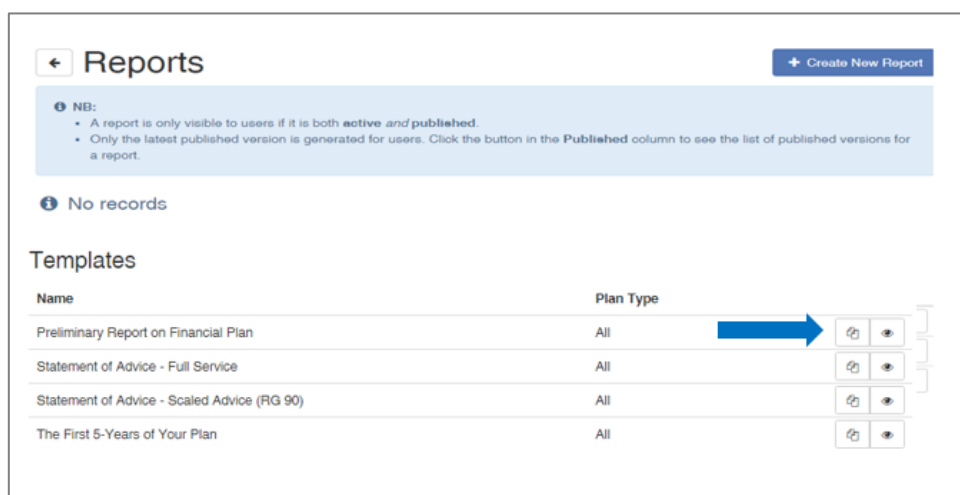 Reports
+ Create New Report
NB:
• A report is only visible to users if it is both active and published.
• Only the latest published version is generated for users. Click the button in the Published column to see the list of published versions for
a report.
No records
Templates
Name Plan Type
Preliminary Report on Financial Plan All
Statement of Advice - Full Service All
Statement of Advice - Scaled Advice (RG 90) All
The First 5-Years of Your Plan All